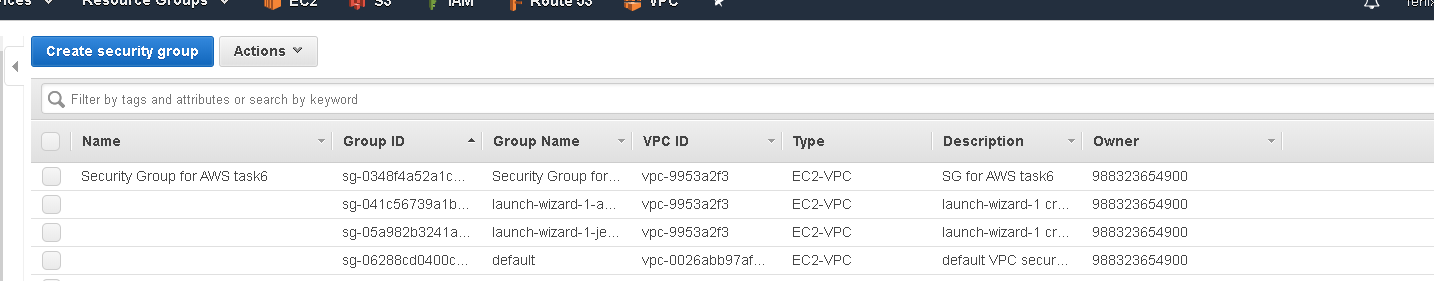 Resource Groups EC2 S3 IAM Route 53 VPC
Create security group Actions
Filter by tags and attributes or search by keyword
Name Group ID Group Name VPC ID Type Description Owner
Security Group for AWS task6 sg-0348f4a52a1c... Security Group for... vpc-9953a2f3 EC2-VPC SG for AWS task6 988323654900
sg-041c56739a1b... launch-wizard-1-a... vpc-9953a2f3 EC2-VPC launch-wizard-1 cr... 988323654900
sg-05a982b3241a... launch-wizard-1-je... vpc-9953a2f3 EC2-VPC launch-wizard-1 cr... 988323654900
sg-06288cd0400c... default vpc-0026abb97af... EC2-VPC default VPC secur... 988323654900